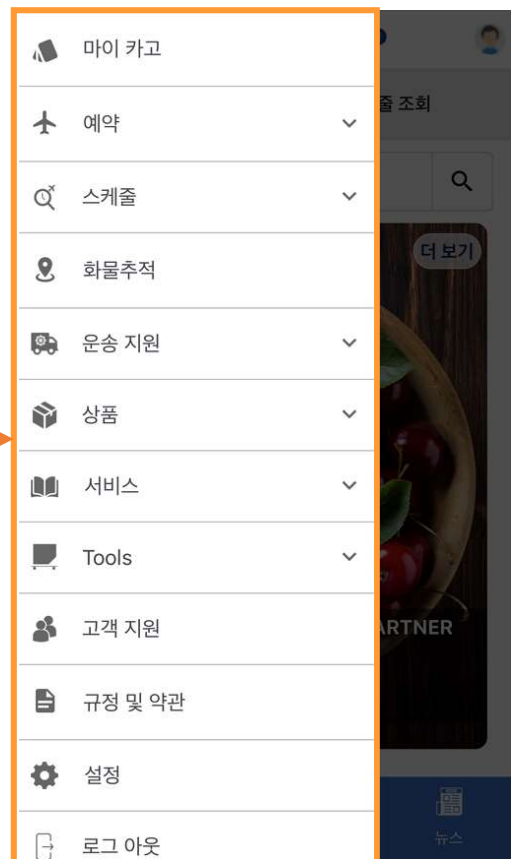 마이 카고
예약
스케줄
화물추적
운송 지원
상품
서비스
Tools
고객 지원
규정 및 약관
설정
로그 아웃
줄 조회
더 보기
ARTNER
뉴스